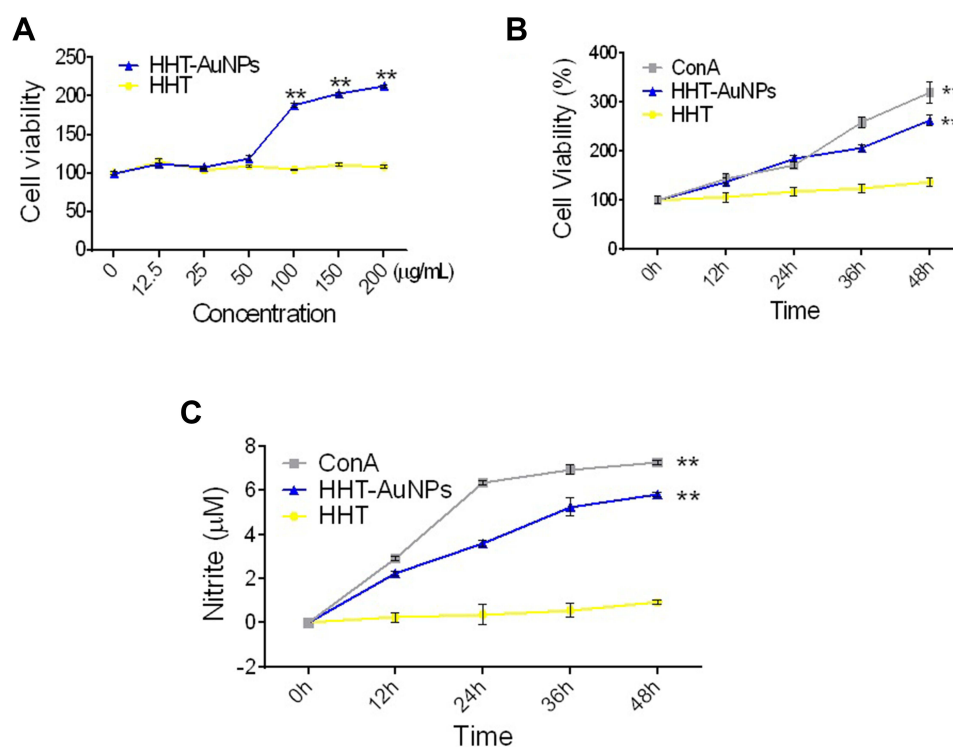 A
HHT-AuNPs
HHT
Cell viability
250
200
150
100
50
0
** ** **
0 12.5 25 50 100 150 200 (μg/mL)
Concentration
B
ConA
HHT-AuNPs
HHT
Cell Viability (%)
400
300
200
100
0
**
**
0h 12h 24h 36h 48h
Time
C
ConA
HHT-AuNPs
HHT
Nitrite (μM)
8
6
4
2
0
-2
**
**
0h 12h 24h 36h 48h
Time